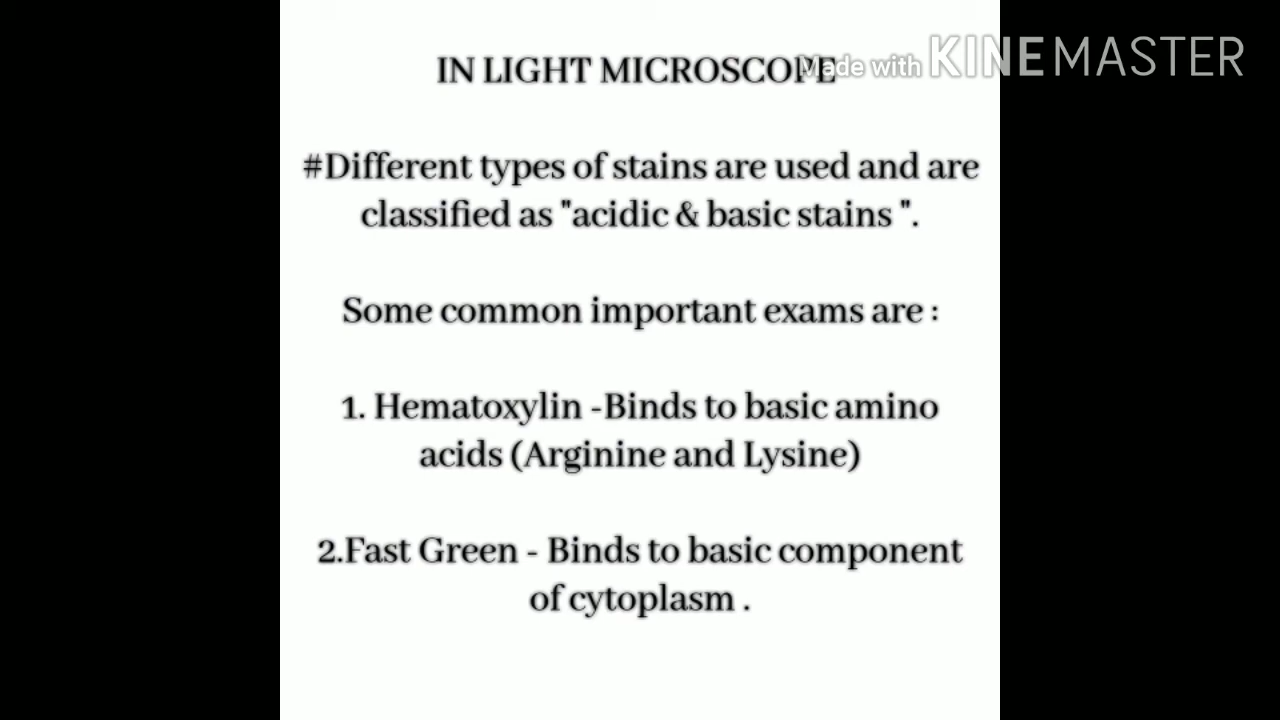 Made with KINEMASTER
IN LIGHT MICROSCOPE
#Different types of stains are used and are
classified as "acidic & basic stains ".
Some common important exams are :
1. Hematoxylin -Binds to basic amino
acids (Arginine and Lysine)
2.Fast Green - Binds to basic component
of cytoplasm .